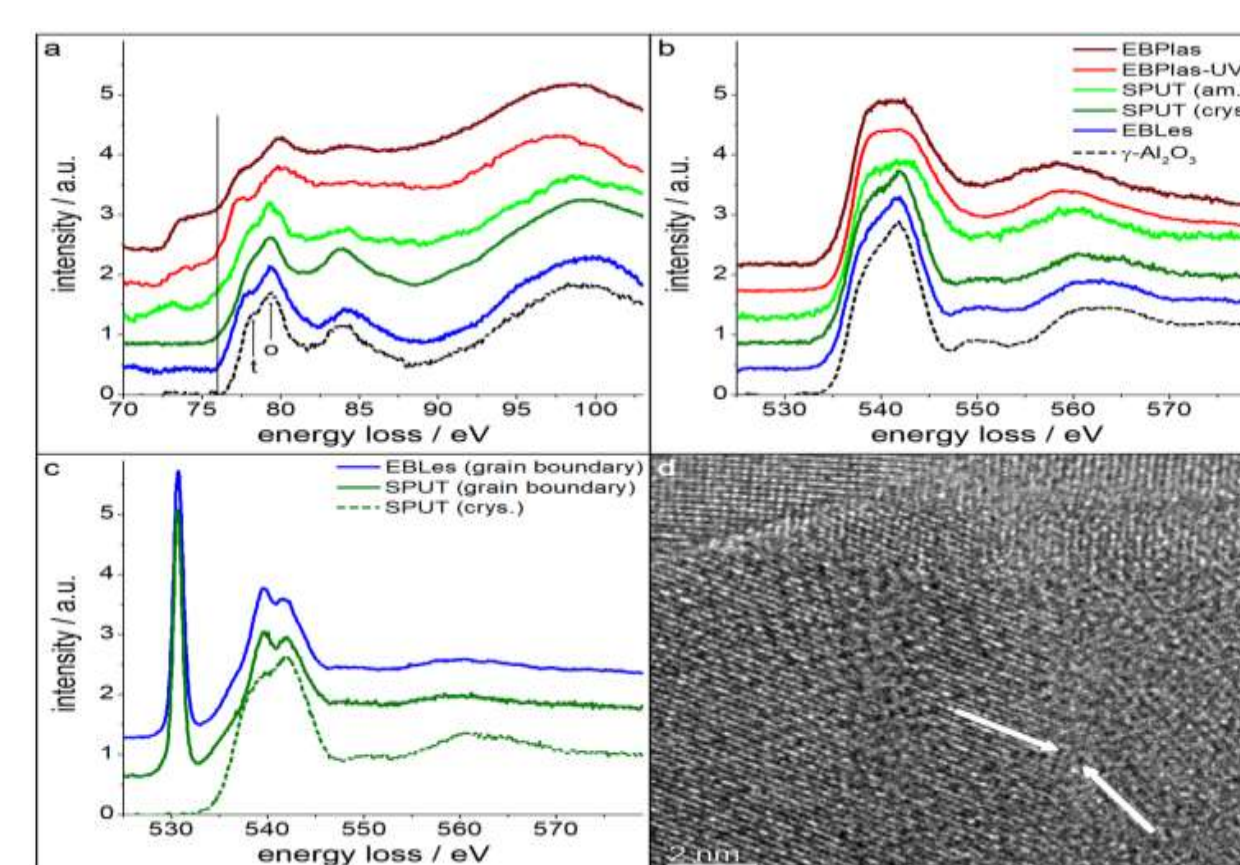 a
intensity / a.u.
5
4
3
2
1
0
t
o
70 75 80 85 90 95 100
energy loss / eV
b
EBPlas
EBPlas-UV
SPUT (am.
SPUT (crys
EBLes
γ-Al₂O₃
intensity / a.u.
5
4
3
2
1
0
530 540 550 560 570
energy loss / eV
c
EBLes (grain boundary)
SPUT (grain boundary)
SPUT (crys.)
intensity / a.u.
5
4
3
2
1
0
530 540 550 560 570
energy loss / eV
d
2 nm